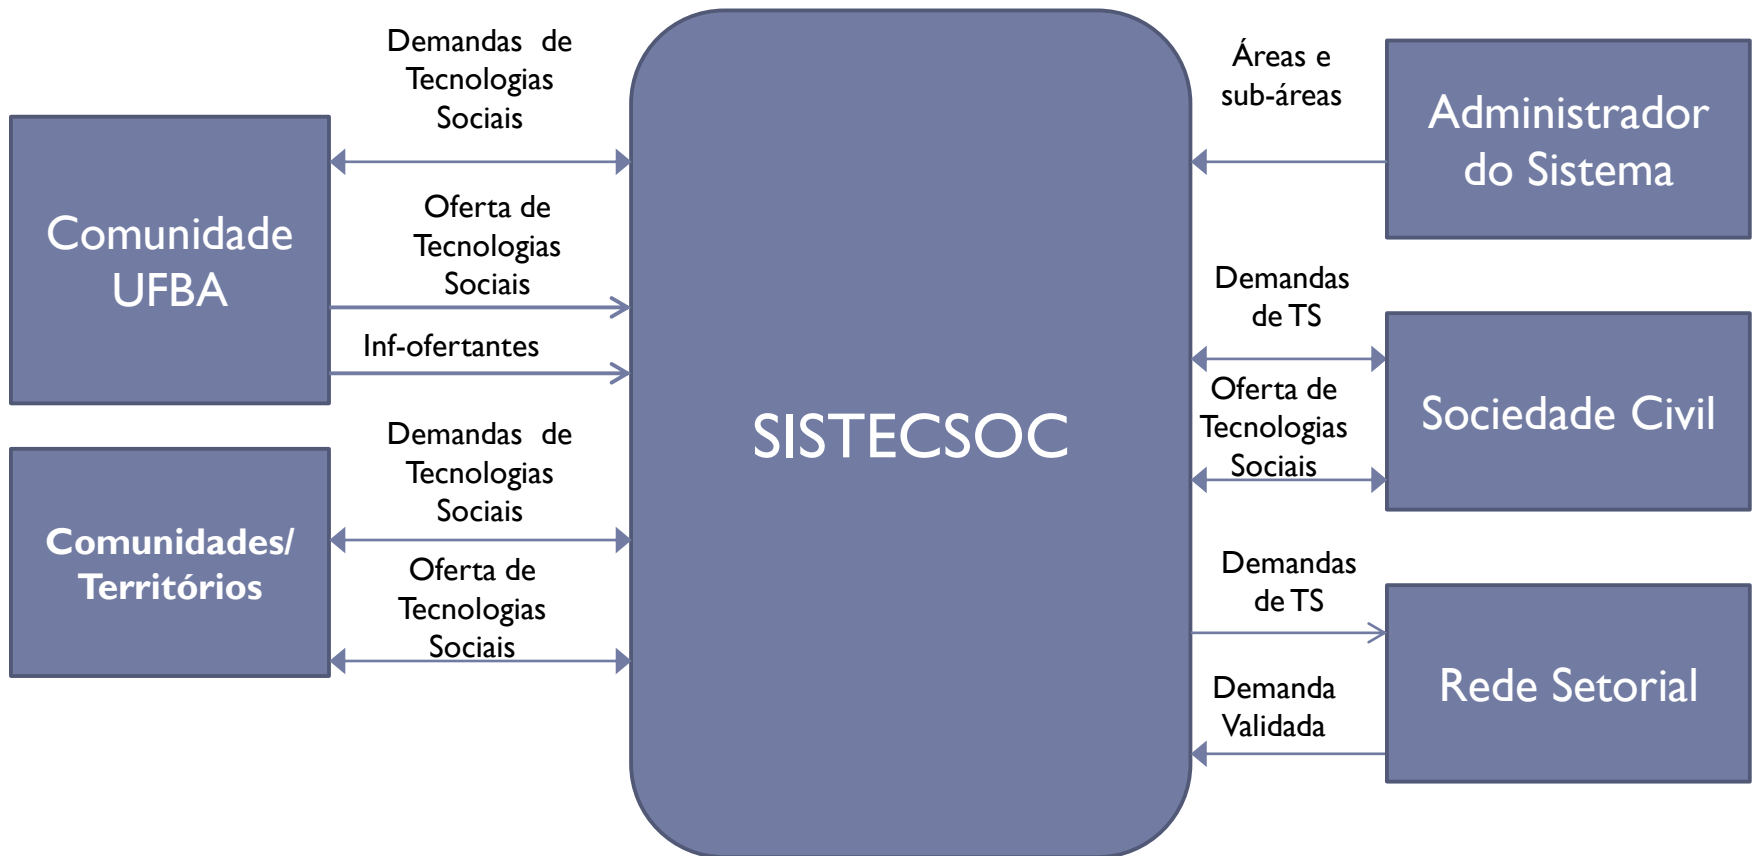 Demandas de
Tecnologias
Sociais
Comunidade
UFBA
Oferta de
Tecnologias
Sociais
Inf-ofertantes
Demandas de
Tecnologias
Sociais
Comunidades/
Territórios
Oferta de
Tecnologias
Sociais
SISTECSOC
Áreas e
sub-áreas
Administrador
do Sistema
Demandas
de TS
Oferta de
Tecnologias
Sociais
Sociedade Civil
Demandas
de TS
Demanda
Validada
Rede Setorial